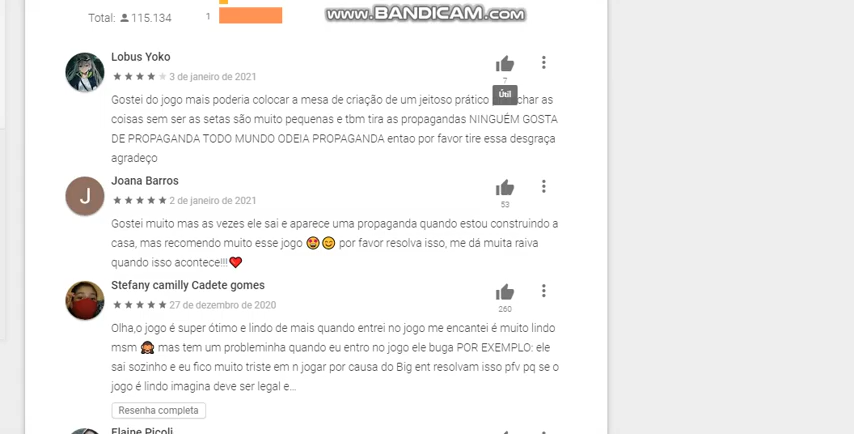 Total: 115.134
1
www.BANDICAM.com
Lobus Yoko
3 de janeiro de 2021
7
Útil
Gostei do jogo mais poderia colocar a mesa de criação de um jeitoso prático char as
coisas sem ser as setas são muito pequenas e tbm tira as propagandas NINGUÉM GOSTA
DE PROPAGANDA TODO MUNDO ODEIA PROPAGANDA entao por favor tire essa desgraça
agradeço
J
Joana Barros
2 de janeiro de 2021
53
Gostei muito mas as vezes ele sai e aparece uma propaganda quando estou construindo a
casa, mas recomendo muito esse jogo 😍😊 por favor resolva isso, me dá muita raiva
quando isso acontece!!!❤️
Stefany camilly Cadete gomes
27 de dezembro de 2020
260
Olha,o jogo é super ótimo e lindo de mais quando entrei no jogo me encantei é muito lindo
msm 🙊 mas tem um probleminha quando eu entro no jogo ele buga POR EXEMPLO: ele
sai sozinho e eu fico muito triste em n jogar por causa do Big ent resolvam isso pfv pq se o
jogo é lindo imagina deve ser legal e...
Resenha completa
Elaine Picoli